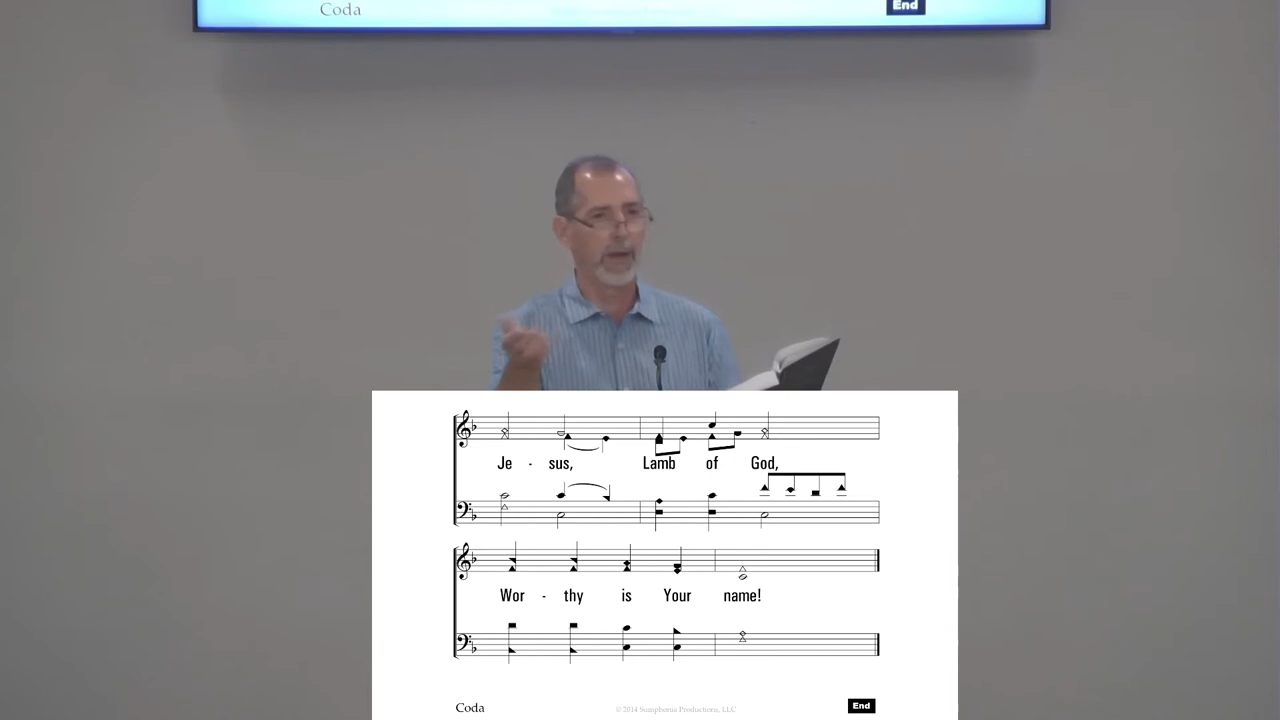 Coda
End
Je - sus, Lamb of God,
Wor - thy is Your name!
Coda
© 2014 Sumphonia Productions, LLC
End